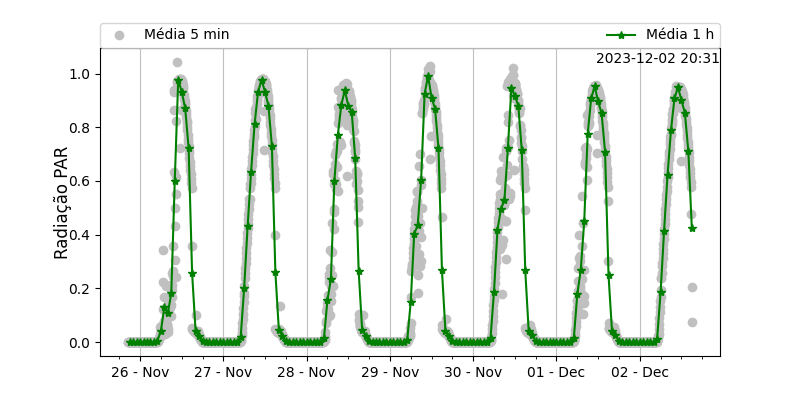 Média 5 min
Média 1 h
2023-12-02 20:31
Radiação PAR
1.0
0.8
0.6
0.4
0.2
0.0
26 - Nov
27 - Nov
28 - Nov
29 - Nov
30 - Nov
01 - Dec
02 - Dec